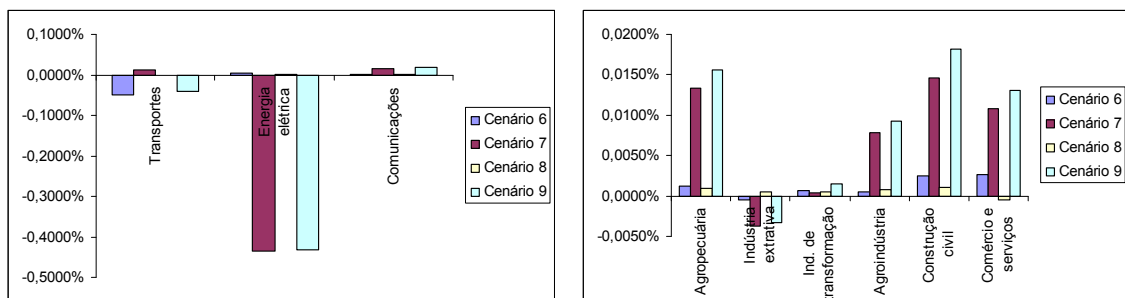 0,1000%
0,0000%
-0,1000%
-0,2000%
-0,3000%
-0,4000%
-0,5000%
Transportes
Energia
elétrica
Comunicações
Cenário 6
Cenário 7
Cenário 8
Cenário 9
0,0200%
0,0150%
0,0100%
0,0050%
0,0000%
-0,0050%
Agropecuária
Indústria
extrativa
Ind. de
transformação
Agroindústria
Construção
civil
Comércio e
serviços
Cenário 6
Cenário 7
Cenário 8
Cenário 9